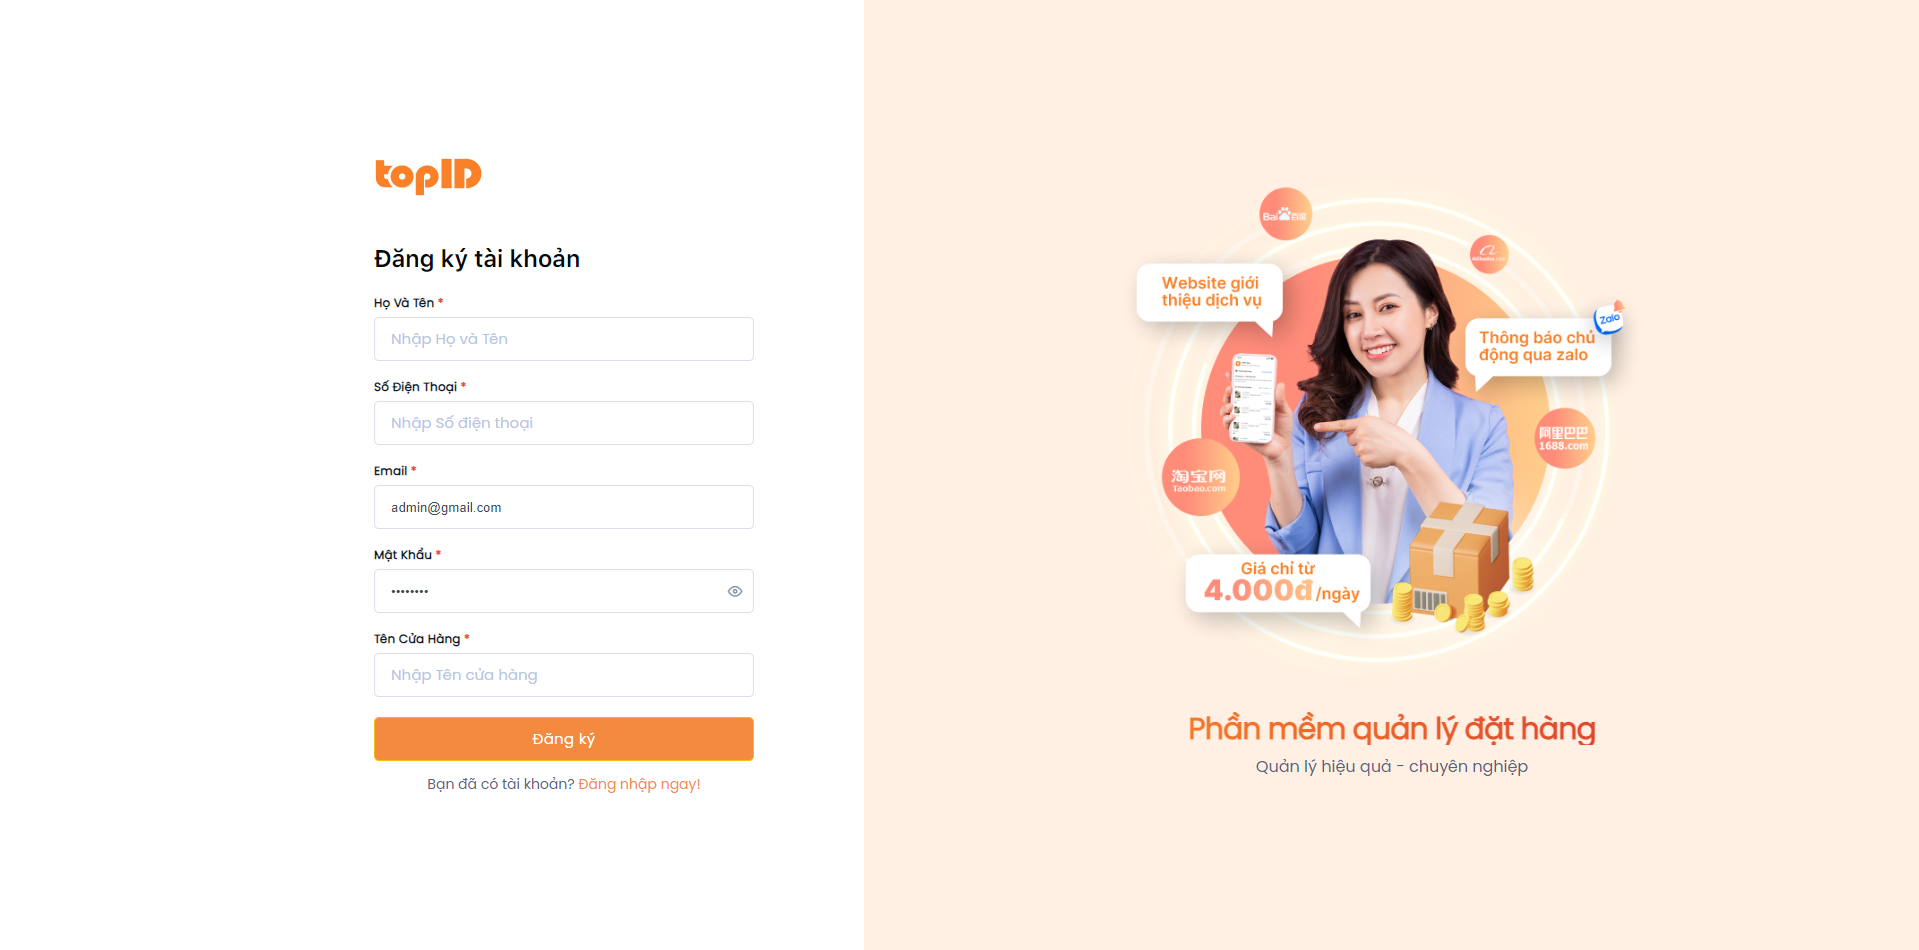 topID
Đăng ký tài khoản
Họ Và Tên *
Nhập Họ và Tên
Số Điện Thoại *
Nhập Số điện thoại
Email *
admin@gmail.com
Mật Khẩu *
••••••••
Tên Cửa Hàng *
Nhập Tên cửa hàng
Đăng ký
Bạn đã có tài khoản? Đăng nhập ngay!
Bai 百度
Alibaba.com
Website giới
thiệu dịch vụ
Zalo
Thông báo chủ
động qua zalo
阿里巴巴
1688.com
淘宝网
Taobao.com
Giá chỉ từ
4.000đ/ngày
Phần mềm quản lý đặt hàng
Quản lý hiệu quả - chuyên nghiệp